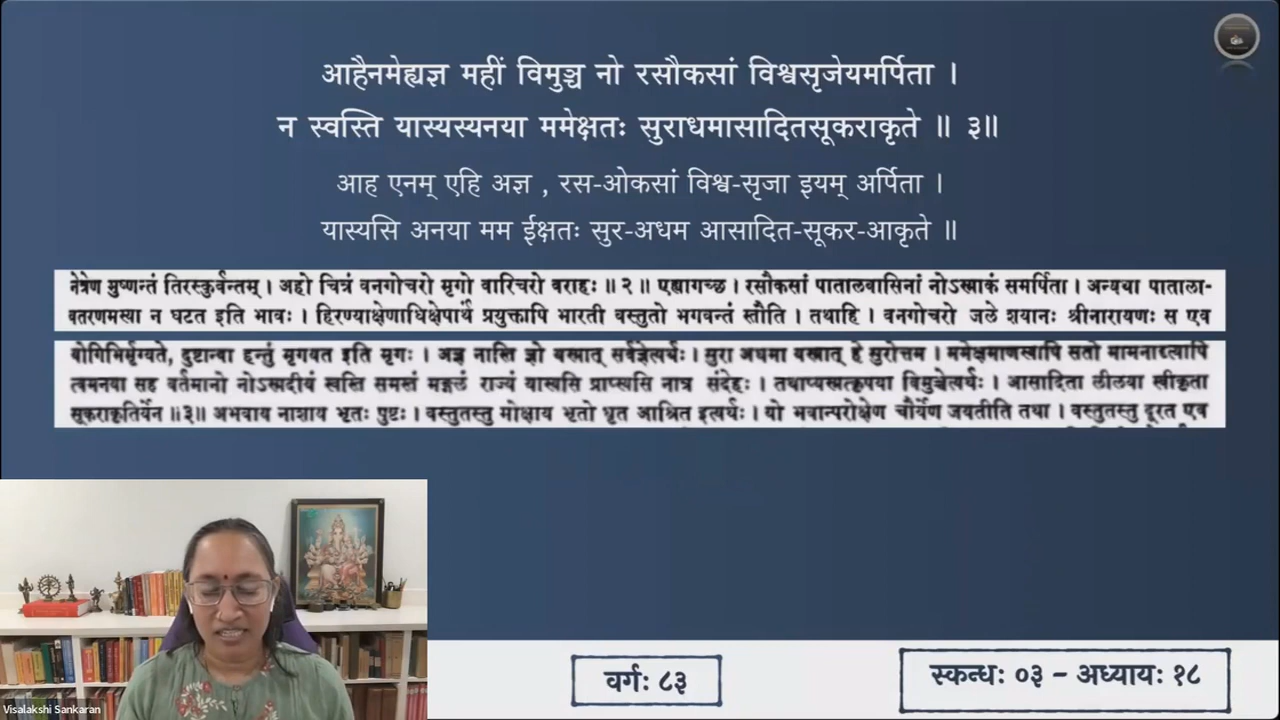 आहैनमेह्यज्ञ महीं विमुञ्च नो रसौकसां विश्वसृजेयमर्पिता ।
न स्वस्ति यास्यस्यनया ममेक्षतः सुराधमासादितसूकराकृते ॥ ३॥
आह एनम् एहि अज्ञ , रस-ओकसां विश्व-सृजा इयम् अर्पिता ।
यास्यसि अनया मम ईक्षतः सुर-अधम आसादित-सूकर-आकृते ॥
नेत्रेण मुष्णन्तं तिरस्कुर्वन्तम् । अहो चित्रं वनगोचरो मृगो वारिचरो वराहः ॥ २ ॥ एह्यागच्छ । रसौकसां पातालवासिनां नोऽस्माकं समर्पिता । अन्यथा पाताला-
वतरणमस्या न घटत इति भावः । हिरण्याक्षेणाधिक्षेपार्थं प्रयुक्तापि भारती वस्तुतो भगवन्तं स्तौति । तथाहि । वनगोचरो जले शयानः श्रीनारायणः स एव
योगिभिर्मृग्यते, दुष्टान्वा हन्तुं मृगयत इति मृगः । अज्ञ नास्ति ज्ञो यस्मात् सर्वज्ञेत्यर्थः । सुरा अधमा यस्मात् हे सुरोत्तम । ममेक्षमाणस्यापि सतो मामनादृत्यापि
त्वमनया सह वर्तमानो नोऽस्मदीयं स्वस्ति समस्तं मङ्गलं राज्यं यास्यसि प्राप्स्यसि नात्र संदेहः । तथाप्यस्मत्कृपया विमुञ्चेत्यर्थः । आसादिता लीलया स्वीकृता
सूकराकृतिर्येन ॥३॥ अभवाय नाशाय भृतः पुष्टः । वस्तुतस्तु मोक्षाय भृतो धृत आश्रित इत्यर्थः । यो भवान्परोक्षेण चौर्येण जयतीति तथा । वस्तुतस्तु दूरत एव
Visalakshi Sankaran
वर्गः ८३
स्कन्धः ०३ – अध्यायः १८